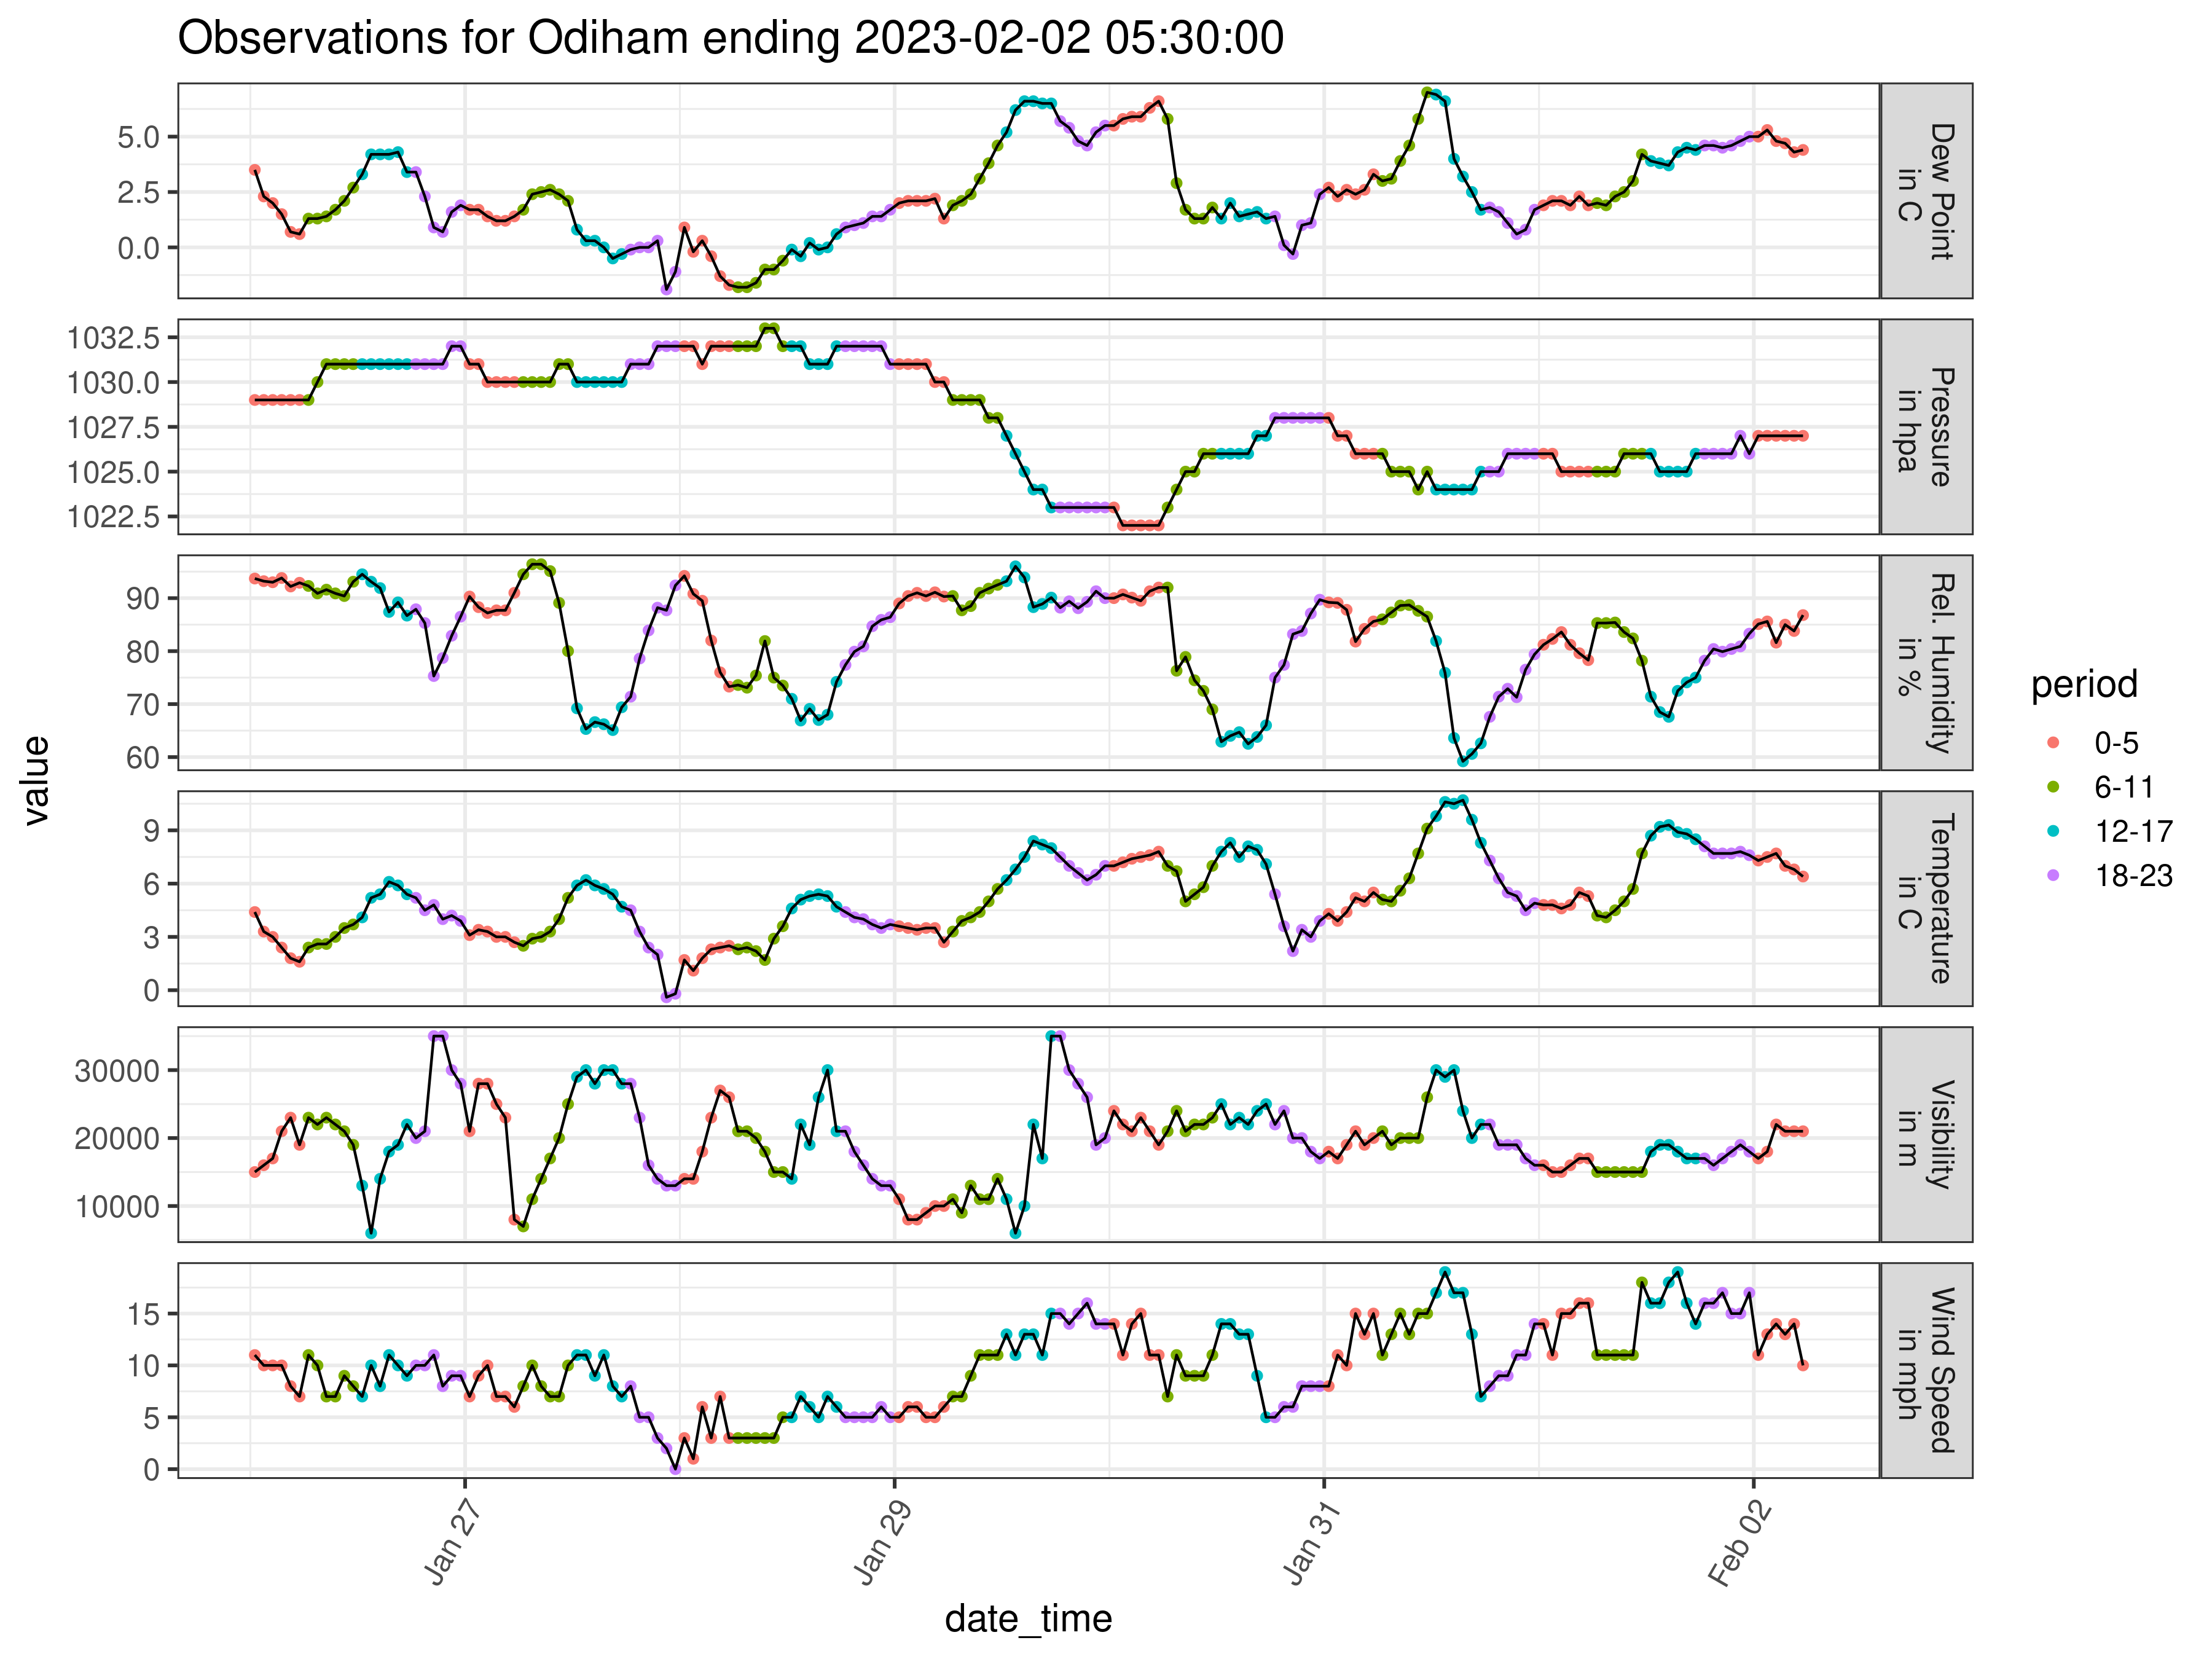 Observations for Odiham ending 2023-02-02 05:30:00
value
5.0
2.5
0.0
Dew Point
in C
1032.5
1030.0
1027.5
1025.0
1022.5
Pressure
in hpa
90
80
70
60
Rel. Humidity
in %
9
6
3
0
Temperature
in C
30000
20000
10000
Visibility
in m
15
10
5
0
Wind Speed
in mph
Jan 27
Jan 29
Jan 31
Feb 02
date_time
period
0-5
6-11
12-17
18-23